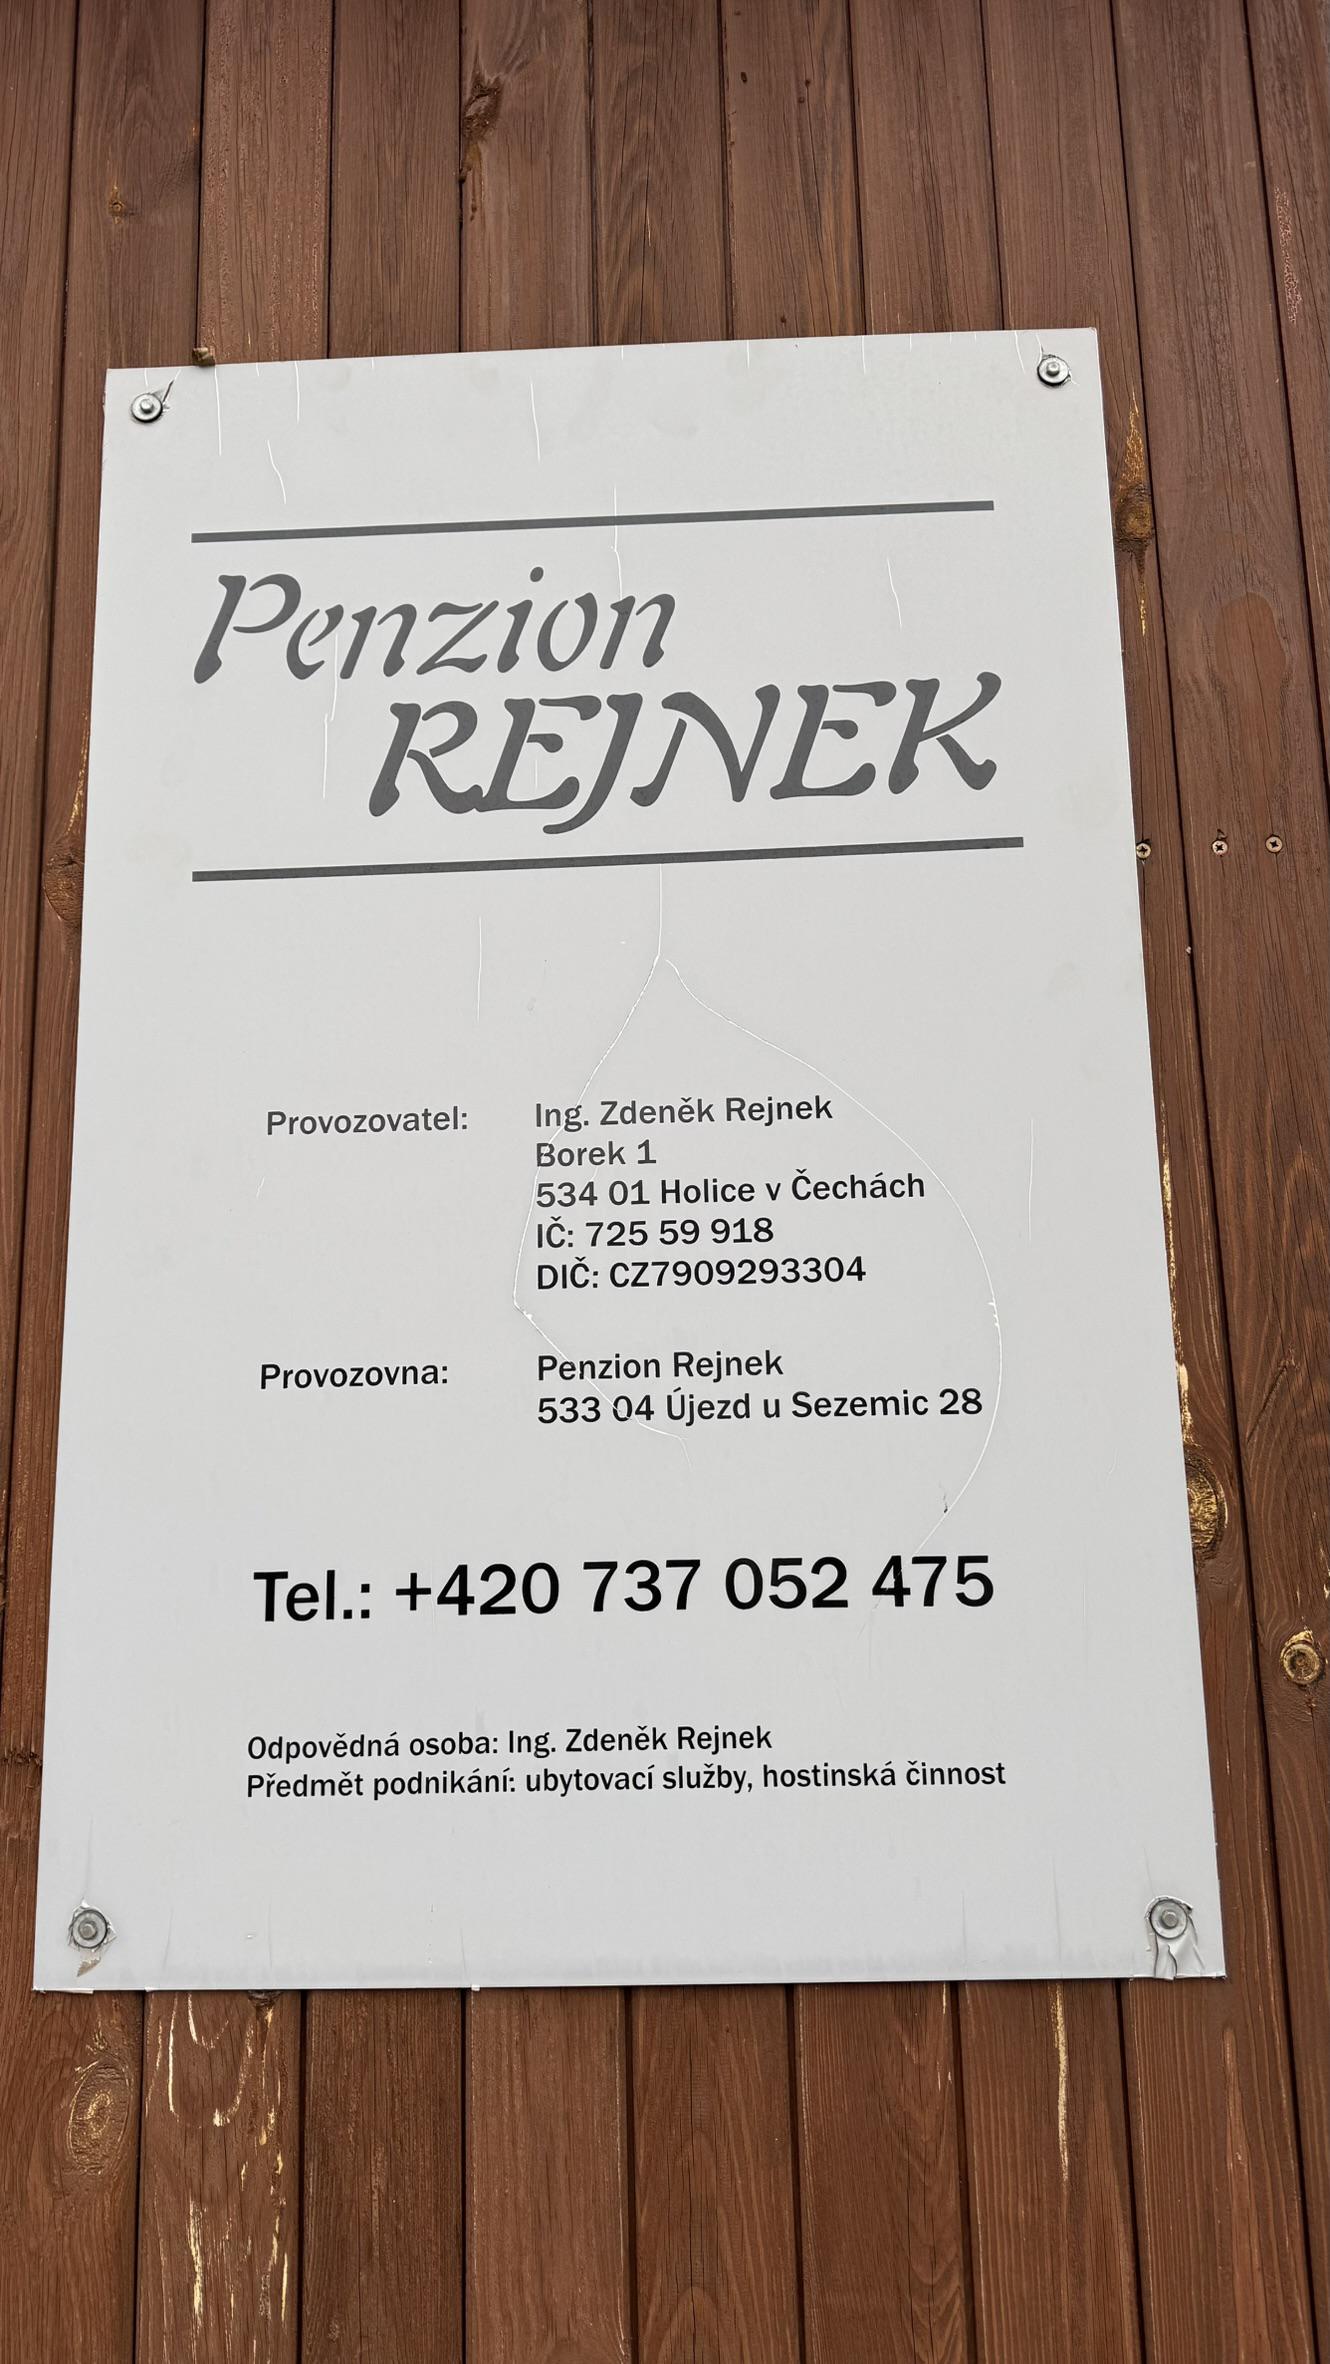 Penzion
REJNEK
Provozovatel: Ing. Zdeněk Rejnek
Borek 1
534 01 Holice v Čechách
IČ: 725 59 918
DIČ: CZ7909293304
Provozovna: Penzion Rejnek
533 04 Újezd u Sezemic 28
Tel.: +420 737 052 475
Odpovědná osoba: Ing. Zdeněk Rejnek
Předmět podnikání: ubytovací služby, hostinská činnost